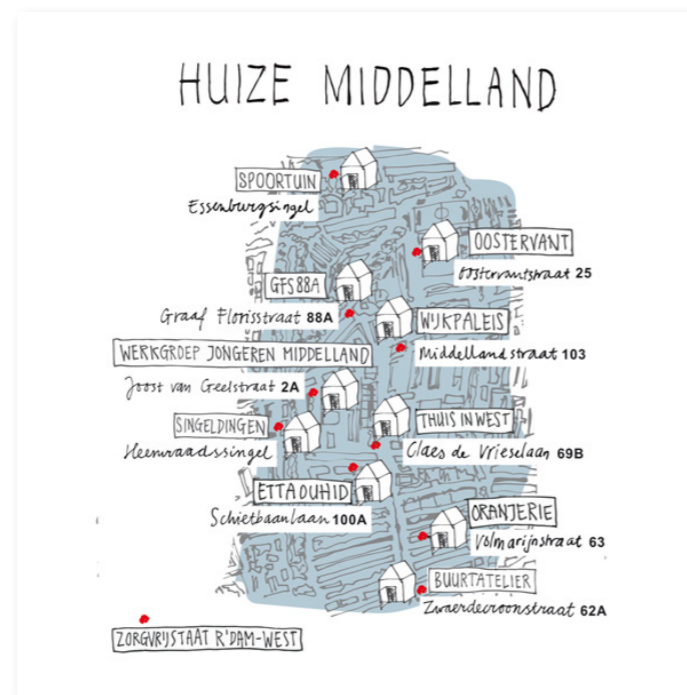 HUIZE MIDDELLAND
SPOORTUIN
Essenburgsingel
OOSTERVANT
Oostervantstraat 25
GFS88A
Graaf Florisstraat 88A
WIJKPALEIS
Middellandstraat 103
WERKGROEP JONGEREN MIDDELLAND
Joost van Geelstraat 2A
SINGELDINGEN
Heemraadssingel
THUIS IN WEST
Claes de Vrieselaan 69B
ETTAOUHID
Schietbaanlaan 100A
ORANJERIE
Volmarijnstraat 63
BUURTATELIER
Zwaerdecroonstraat 62A
ZORGVRIJSTAAT R'DAM-WEST